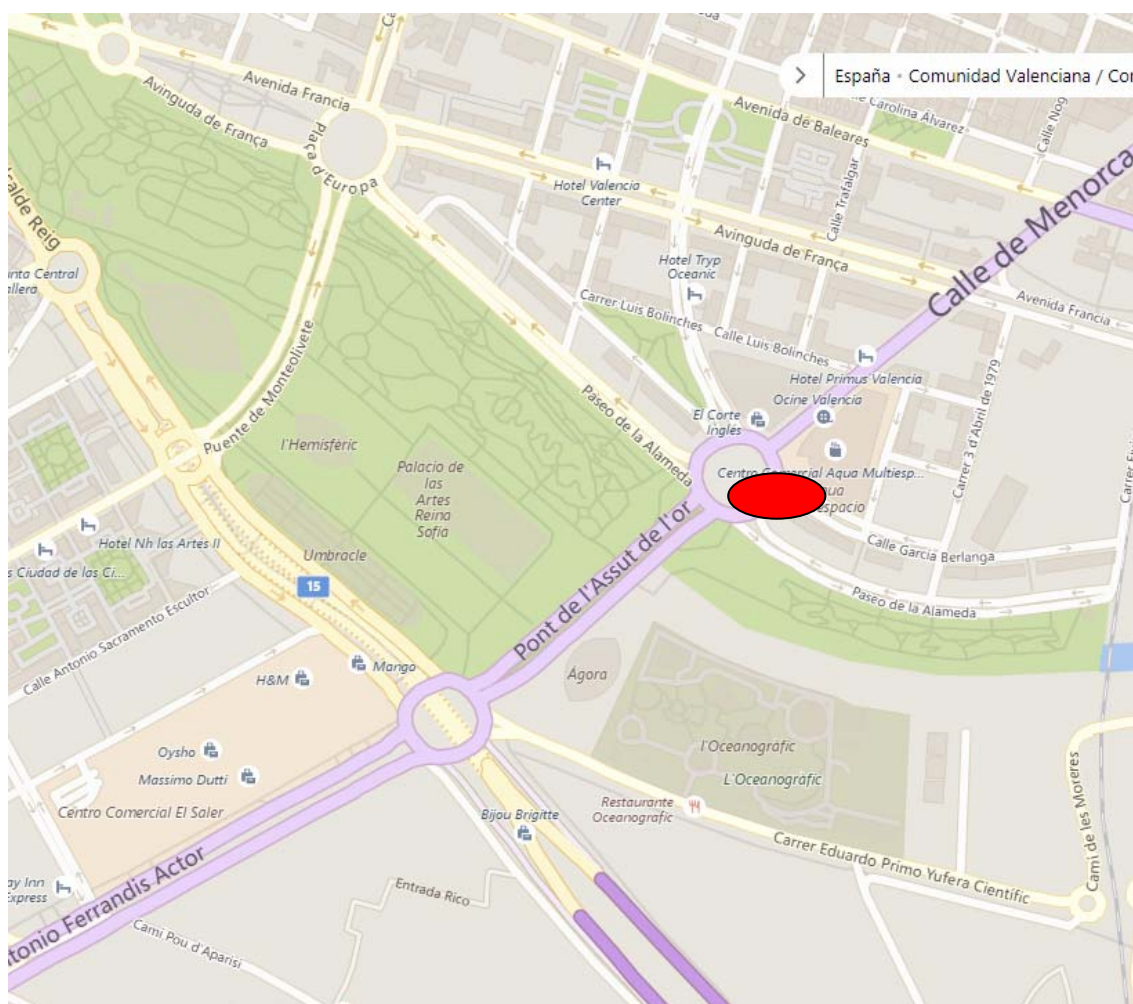 España • Comunidad Valenciana /
Avenida Francia
Avinguda de França
Plaça d'Europa
Avenida de Baleares
Carolina Álvarez
Calle Trafalgar
Calle de Menorca
Hotel Valencia
Center
Avinguda de França
Hotel Tryp
Oceanic
Avenida Francia
Reig
Central
Carrer Luis Bolinches
Calle Luis Bolinches
Hotel Primus Valencia
Ocine Valencia
El Corte
Inglés
Carrer 3 d'Abril de 1979
Puente de Monteolivete
Paseo de la Alameda
l'Hemisfèric
Palacio de
las
Artes
Reina
Sofía
Centro Comercial Aqua Multiesp...
Hotel Nh las Artes II
Ciudad de las Ci...
Umbracle
15
Pont de l'Assut de l'or
Calle García Berlanga
Paseo de la Alameda
Calle Antonio Sacramento Escultor
Mango
H&M
Àgora
l'Oceanogràfic
L'Oceanogràfic
Oysho
Massimo Dutti
Centro Comercial El Saler
Restaurante
Oceanografic
Bijou Brigitte
Carrer Eduardo Primo Yufera Científic
Camí de les Moreres
Inn
Express
Ferrandis Actor
Entrada Rico
Camí Pou d'Aparisi